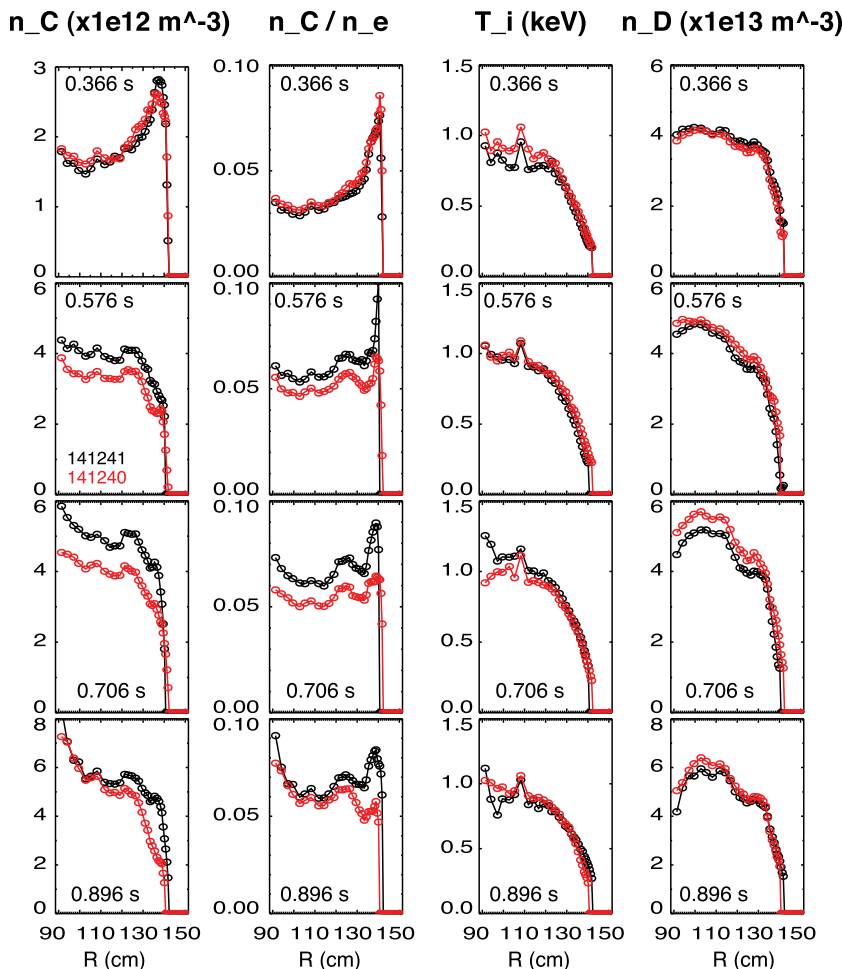 n_C (x1e12 m^-3) n_C / n_e T_i (keV) n_D (x1e13 m^-3)
3 0.366 s 0.10 0.366 s 1.5 0.366 s 6 0.366 s
2 1.0 4
0.05
1 0.5 2
0 0.00 0.0 0
6 0.576 s 0.10 0.576 s 1.5 0.576 s 6 0.576 s
4 1.0 4
0.05
2 141241 0.5 2
141240
0 0.00 0.0 0
6 0.10 1.5 6
4 1.0 4
0.05
2 0.5 2
0.706 s 0.706 s 0.706 s 0.706 s
0 0.00 0.0 0
8 0.10 1.5 8
6 1.0 6
4 0.05 4
2 0.5 2
0.896 s 0.896 s 0.896 s 0.896 s
0 0.00 0.0 0
90 110 130 150 90 110 130 150 90 110 130 150 90 110 130 150
R (cm) R (cm) R (cm) R (cm)